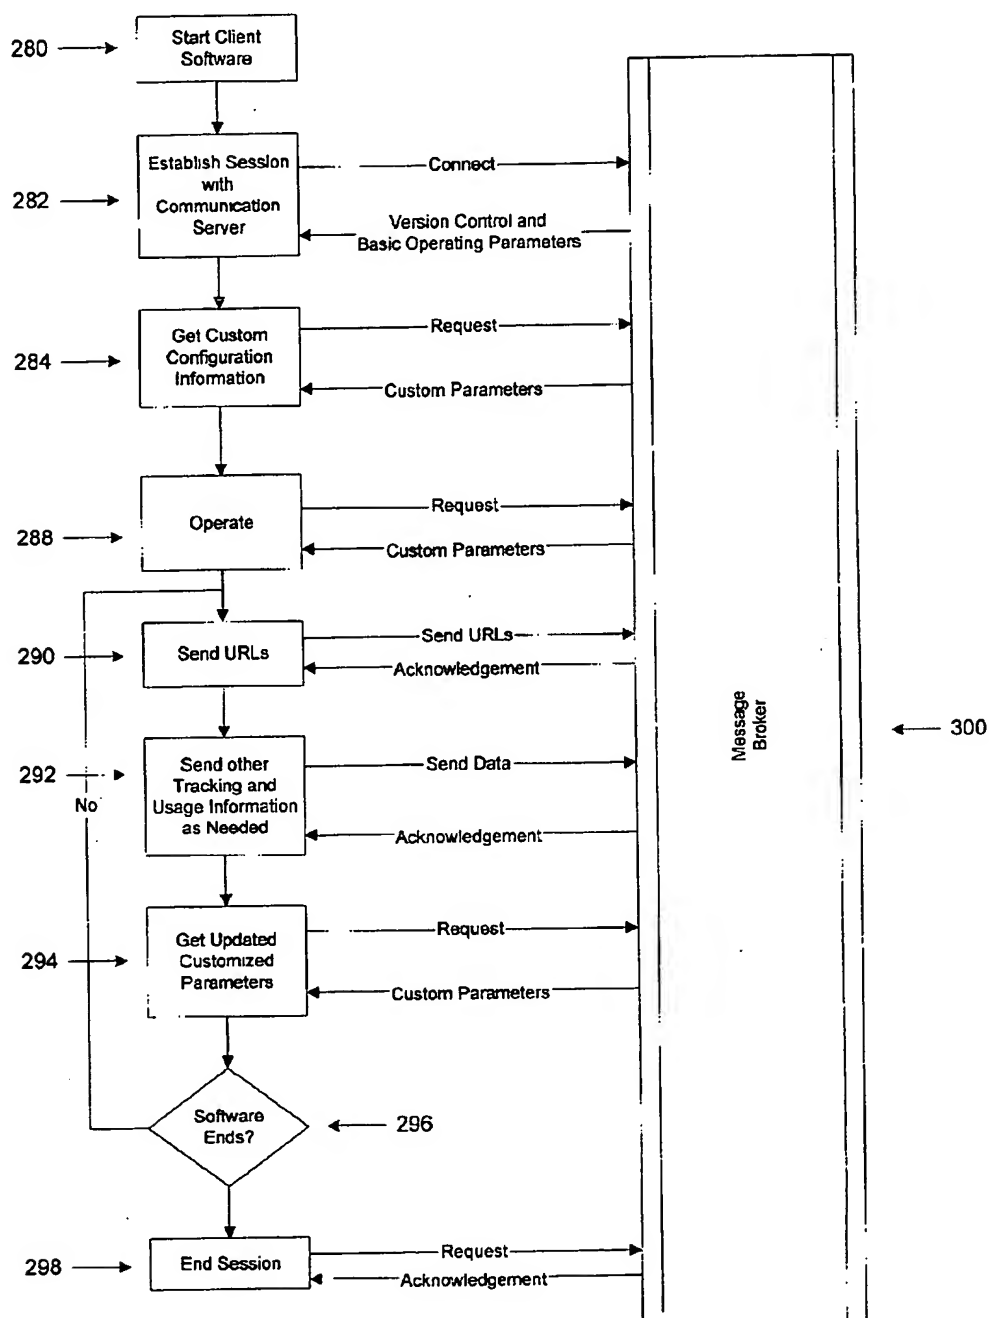 280
Start Client
Software
282
Establish Session
with
Communication
Server
Connect
Version Control and
Basic Operating Parameters
284
Get Custom
Configuration
Information
Request
Custom Parameters
288
Operate
Request
Custom Parameters
290
Send URLs
Send URLs
Acknowledgement
292
No
Send other
Tracking and
Usage Information
as Needed
Send Data
Acknowledgement
Message
Broker
300
294
Get Updated
Customized
Parameters
Request
Custom Parameters
Software
Ends?
296
298
End Session
Request
Acknowledgement